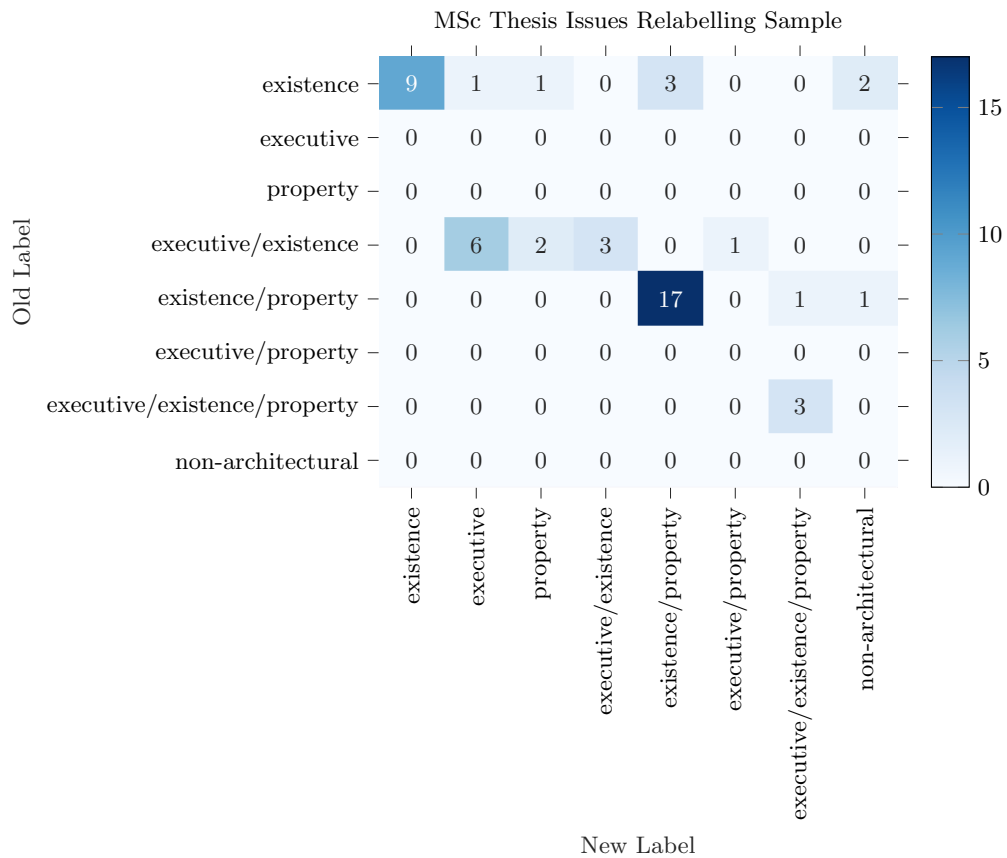 MSc Thesis Issues Relabelling Sample
existence 9 1 1 0 3 0 0 2
executive 0 0 0 0 0 0 0 0
property 0 0 0 0 0 0 0 0
executive/existence 0 6 2 3 0 1 0 0
existence/property 0 0 0 0 17 0 1 1
executive/property 0 0 0 0 0 0 0 0
executive/existence/property 0 0 0 0 0 0 3 0
non-architectural 0 0 0 0 0 0 0 0
Old Label
existence
executive
property
executive/existence
existence/property
executive/property
executive/existence/property
non-architectural
New Label
15
10
5
0